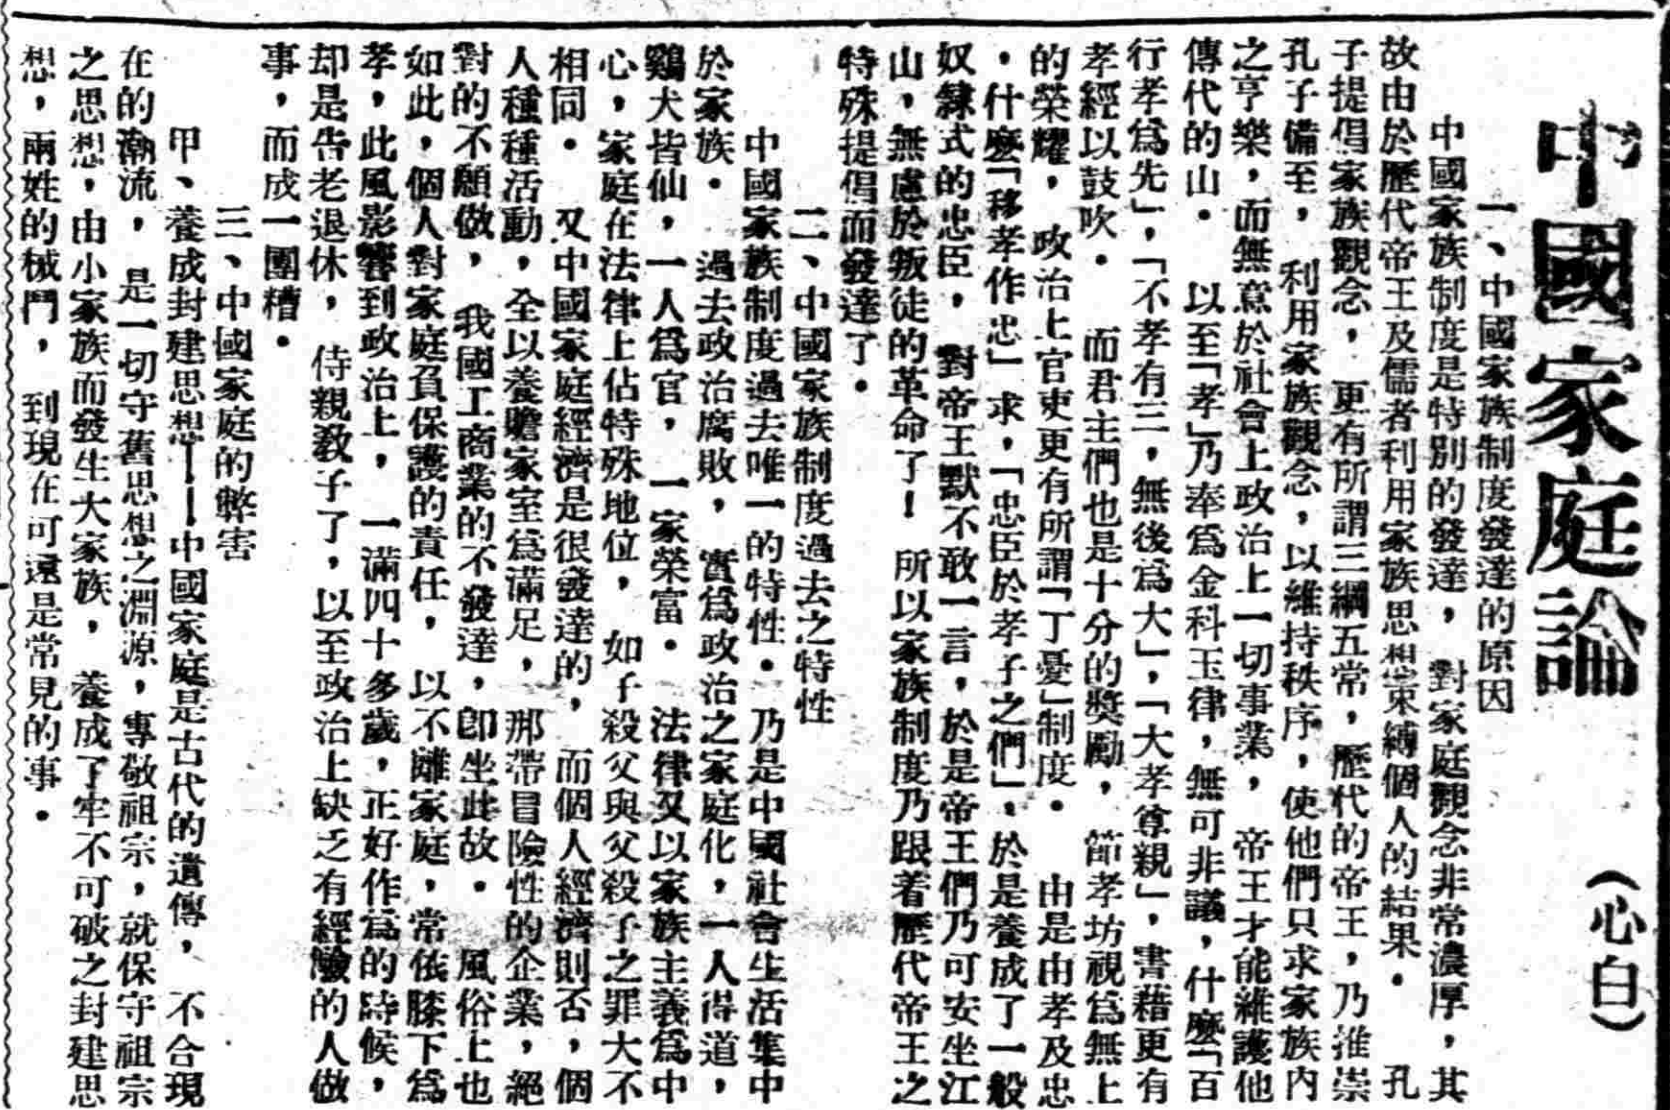 中國家庭論
（心白）
一、中國家族制度發達的原因
中國家族制度是特別的發達，對家庭觀念非常濃厚，其
故由於歷代帝王及儒者利用家族思想束縛個人的結果．　孔
子提倡家族觀念，更有所謂三綱五常，歷代的帝王，乃推崇
孔子備至，利用家族觀念，以維持秩序，使他們只求家族內
之亨樂，而無意於社會上政治上一切事業，帝王才能維護他
傳代的山．　以至「孝」乃奉爲金科玉律，無可非議，什麼「百
行孝爲先」，「不孝有三，無後爲大」，「大孝尊親」，書藉更有
孝經以鼓吹．　而君主們也是十分的獎勵，節孝坊視爲無上
的榮耀，政治上官吏更有所謂「丁憂」制度．　由是由孝及忠
．什麼「移孝作忠」求，「忠臣於孝子之們」．於是養成了一般
奴隸式的忠臣，對帝王默不敢一言，於是帝王們乃可安坐江
山，無慮於叛徒的革命了！　所以家族制度乃跟着歷代帝王之
特殊提倡而發達了．
二、中國家族制度過去之特性
中國家族制度過去唯一的特性．乃是中國社會生活集中
於家族．　過去政治腐敗，實爲政治之家庭化，一人得道，
鷄犬皆仙，一人爲官，一家榮富．　法律又以家族主義爲中
心，家庭在法律上佔特殊地位，如子殺父與父殺子之罪大不
相同．　又中國家庭經濟是很發達的，而個人經濟則否，個
人種種活動，全以養贍家室爲滿足，那帶冒險性的企業，絕
對的不願做，我國工商業的不發達，卽坐此故．　風俗上也
如此，個人對家庭負保護的責任，以不離家庭，常依膝下爲
孝，此風影響到政治上，一滿四十多歲，正好作爲的時候，
却是告老退休，侍親敎子了，以至政治上缺乏有經驗的人做
事，而成一團糟．
三、中國家庭的弊害
甲、養成封建思想——中國家庭是古代的遺傳，不合現
在的潮流，是一切守舊思想之淵源，專敬祖宗，就保守祖宗
之思想，由小家族而發生大家族，養成了牢不可破之封建思
想，兩姓的械鬥，到現在可還是常見的事．